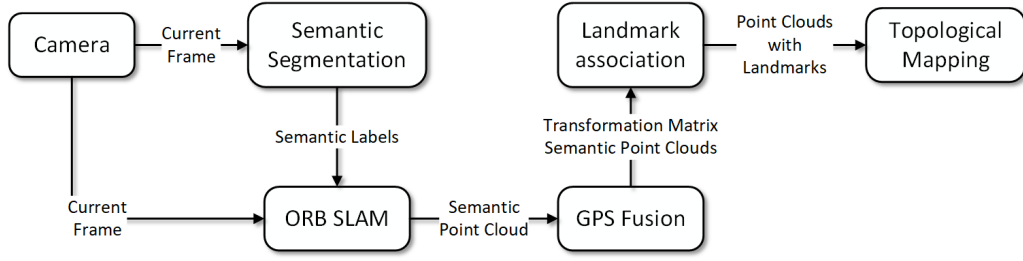 Camera
Current
Frame
Semantic
Segmentation
Landmark
association
Point Clouds
with
Landmarks
Topological
Mapping
Semantic Labels
Transformation Matrix
Semantic Point Clouds
Current
Frame
ORB SLAM
Semantic
Point Cloud
GPS Fusion